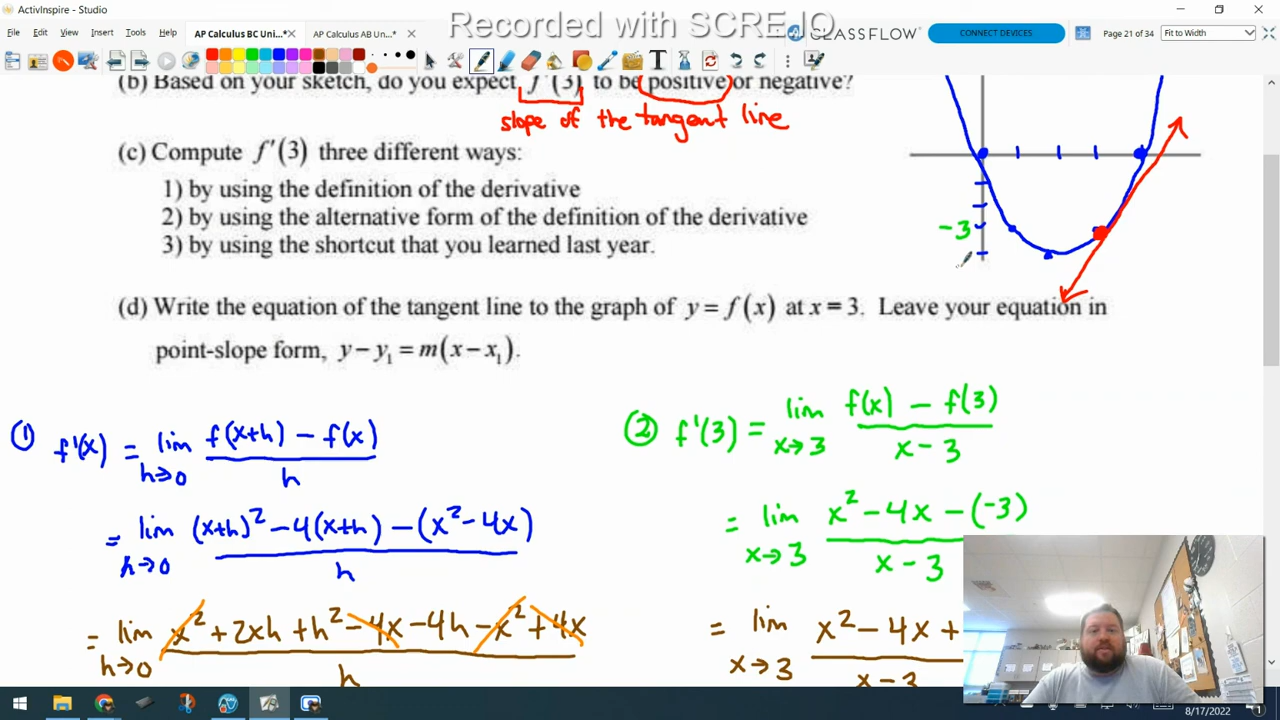 ActivInspire - Studio
Recorded with SCRE.IO
AP Calculus BC Uni...*
AP Calculus AB Un...*
CLASSFLOW
CONNECT DEVICES
Page 21 of 34
Fit to Width
File Edit View Insert Tools Help
(b) Based on your sketch, do you expect f'(3) to be positive or negative?
slope of the tangent line
(c) Compute f'(3) three different ways:
1) by using the definition of the derivative
2) by using the alternative form of the definition of the derivative
3) by using the shortcut that you learned last year.
-3
(d) Write the equation of the tangent line to the graph of y = f(x) at x = 3. Leave your equation in
point-slope form, y − y₁ = m(x − x₁).
① f'(x) = lim h→0 f(x+h) − f(x) / h
= lim h→0 (x+h)² − 4(x+h) − (x² − 4x) / h
= lim h→0 x² + 2xh + h² − 4x − 4h − x² + 4x / h
② f'(3) = lim x→3 f(x) − f(3) / x − 3
= lim x→3 x² − 4x − (−3) / x − 3
= lim x→3 x² − 4x + / x − 3
8/17/2022